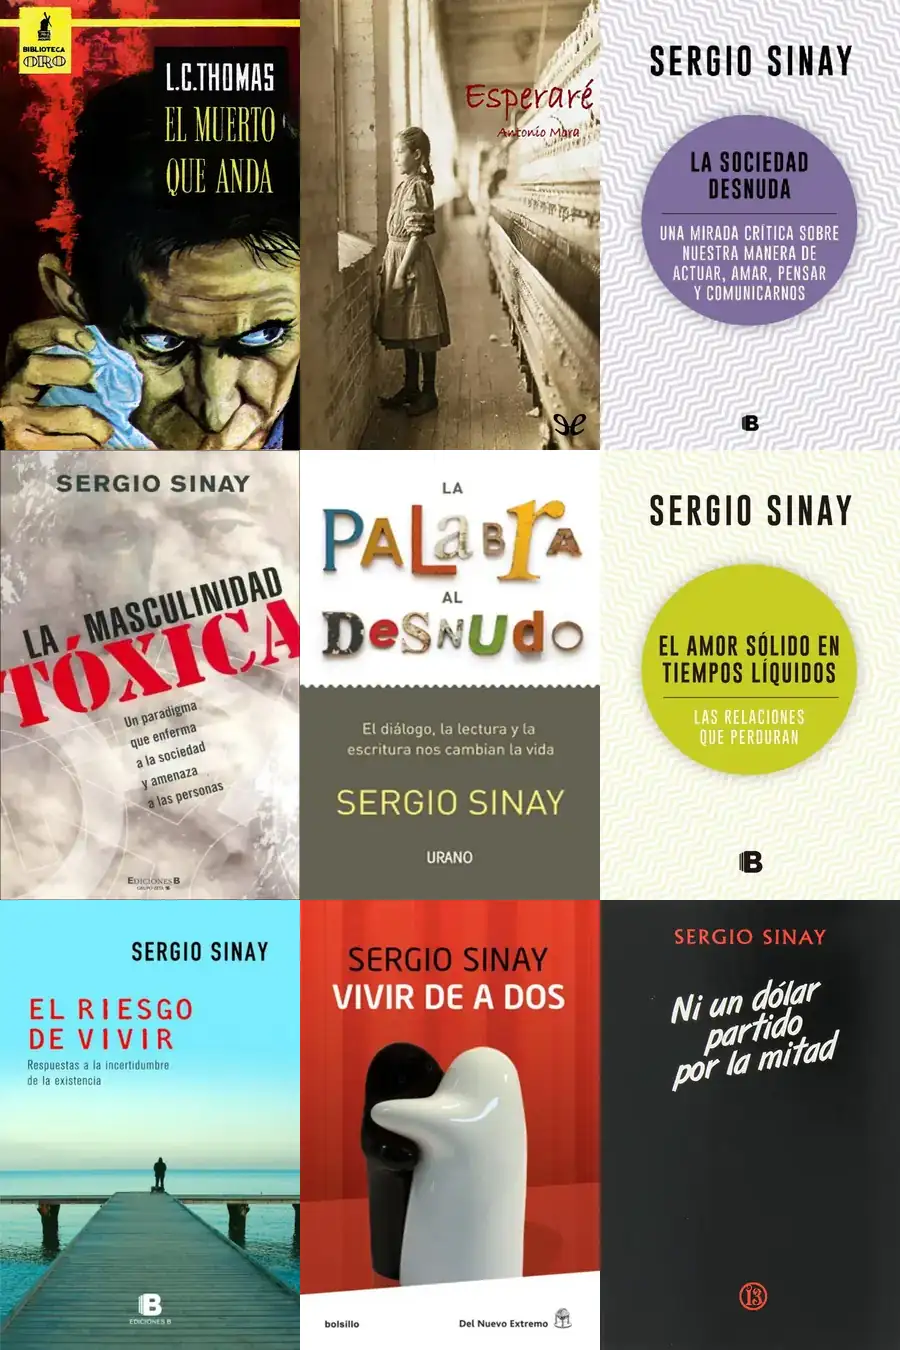 BIBLIOTECA
ORO
L.C.THOMAS
EL MUERTO
QUE ANDA
Esperaré
Antonio Mora
SERGIO SINAY
LA SOCIEDAD
DESNUDA
UNA MIRADA CRÍTICA SOBRE
NUESTRA MANERA DE
ACTUAR, AMAR, PENSAR
Y COMUNICARNOS
B
SERGIO SINAY
LA MASCULINIDAD
TÓXICA
Un paradigma
que enferma
a la sociedad
y amenaza
a las personas
EDICIONES B
GRUPO ZETA
LA
PALABRA
AL
DESNUDO
El diálogo, la lectura y la
escritura nos cambian la vida
SERGIO SINAY
URANO
SERGIO SINAY
EL AMOR SÓLIDO EN
TIEMPOS LÍQUIDOS
LAS RELACIONES
QUE PERDURAN
B
SERGIO SINAY
EL RIESGO
DE VIVIR
Respuestas a la incertidumbre
de la existencia
B
EDICIONES B
SERGIO SINAY
VIVIR DE A DOS
bolsillo
Del Nuevo Extremo
SERGIO SINAY
Ni un dólar
partido
por la mitad
13